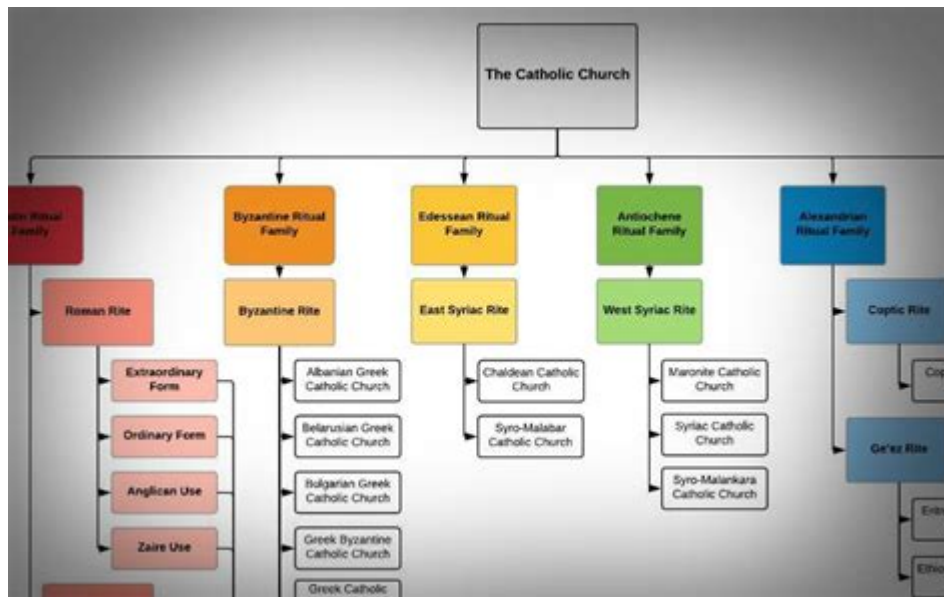 The Catholic Church
Ritual
Family
Byzantine Ritual
Family
Edessean Ritual
Family
Antiochene
Ritual Family
Alexandrian
Ritual Family
Roman Rite
Byzantine Rite
East Syriac Rite
West Syriac Rite
Coptic Rite
Extraordinary
Form
Albanian Greek
Catholic Church
Chaldean Catholic
Church
Maronite Catholic
Church
Ordinary Form
Belarusian Greek
Catholic Church
Syro-Malabar
Catholic Church
Syriac Catholic
Church
Ge'ez Rite
Anglican Use
Bulgarian Greek
Catholic Church
Syro-Malankara
Catholic Church
Zaire Use
Greek Byzantine
Catholic Church
Greek Catholic